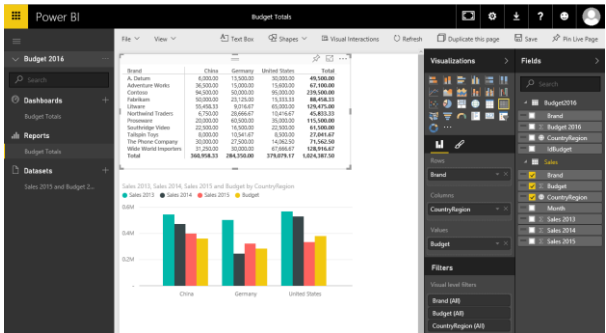 Power BI
Budget Totals
File View Text Box Shapes Visual Interactions Refresh Duplicate this page Save Pin Live Page
Budget 2016
Search
Dashboards
Budget Totals
Reports
Budget Totals
Datasets
Sales 2015 and Budget 2...
Brand China Germany United States Total
A. Datum 6,000.00 13,500.00 30,000.00 49,500.00
Adventure Works 36,500.00 15,000.00 15,600.00 67,100.00
Contoso 94,500.00 50,000.00 95,000.00 239,500.00
Fabrikam 50,000.00 23,125.00 15,333.33 88,458.33
Litware 55,458.33 9,016.67 65,000.00 129,475.00
Northwind Traders 6,750.00 28,666.67 10,416.67 45,833.33
Proseware 20,000.00 60,500.00 35,000.00 115,500.00
Southridge Video 22,500.00 16,500.00 22,500.00 61,500.00
Tailspin Toys 8,000.00 10,541.67 8,500.00 27,041.67
The Phone Company 30,000.00 27,500.00 14,062.50 71,562.50
Wide World Importers 31,250.00 30,000.00 67,666.67 128,916.67
Total 360,958.33 284,350.00 379,079.17 1,024,387.50
Sales 2013, Sales 2014, Sales 2015 and Budget by CountryRegion
Sales 2013 Sales 2014 Sales 2015 Budget
0.6M
0.4M
0.2M
China Germany United States
Visualizations
Rows
Brand
Columns
CountryRegion
Values
Budget
Filters
Visual level filters
Brand (All)
Budget (All)
CountryRegion (All)
Fields
Search
Budget2016
Brand
Budget 2016
CountryRegion
IdBudget
Sales
Brand
Budget
CountryRegion
Month
Sales 2013
Sales 2014
Sales 2015